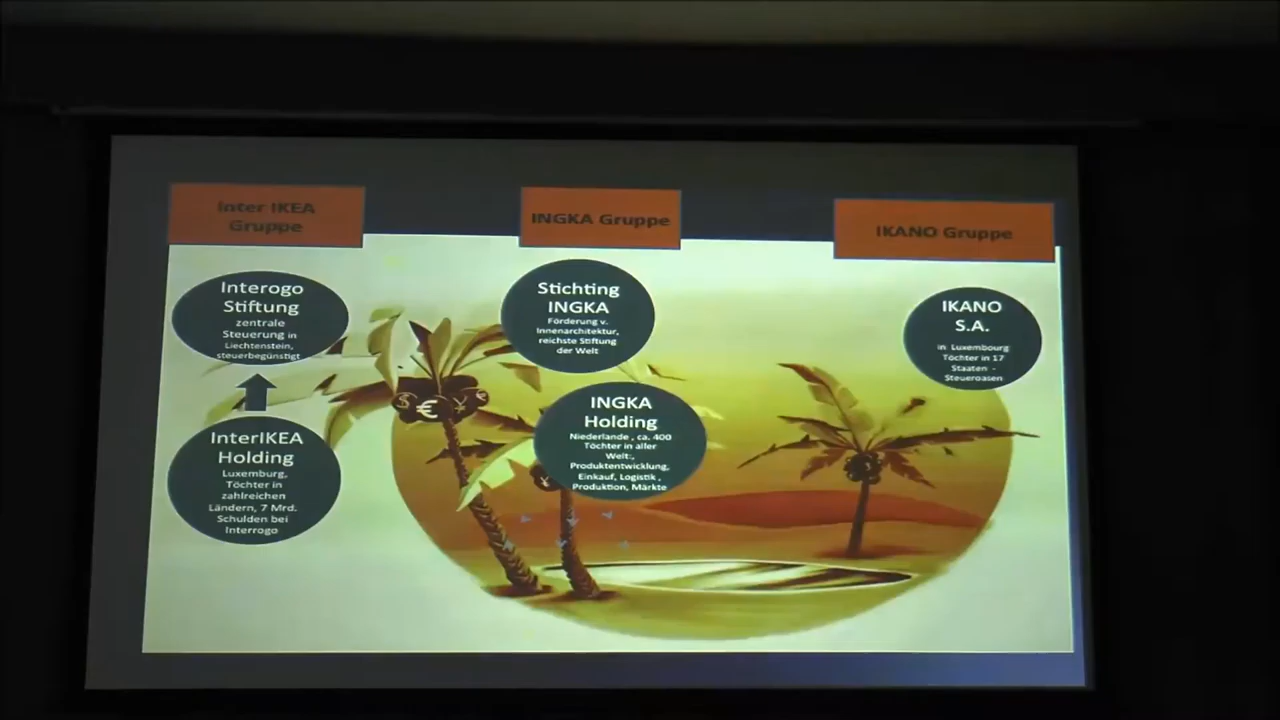 Inter IKEA
Gruppe
INGKA Gruppe
IKANO Gruppe
Interogo
Stiftung
zentrale
Steuerung in
Liechtenstein,
steuerbegünstigt
InterIKEA
Holding
Luxemburg,
Töchter in
zahlreichen
Ländern, 7 Mrd.
Schulden bei
Interrogo
Stichting
INGKA
Förderung v.
Innenarchitektur,
reichste Stiftung
der Welt
INGKA
Holding
Niederlande , ca. 400
Töchter in aller
Welt:,
Produktentwicklung,
Einkauf, Logistik ,
Produktion, Märkte
IKANO
S.A.
in Luxembourg
Töchter in 17
Staaten -
Steueroasen
$ € ¥
¥